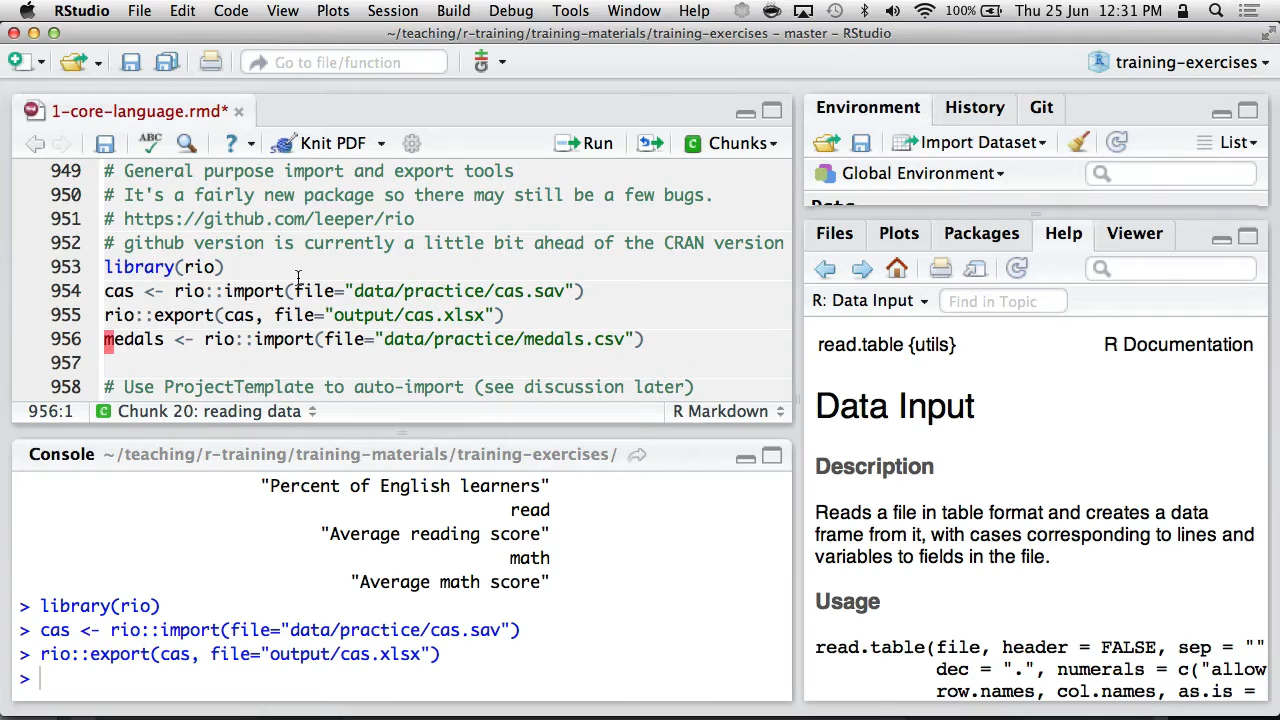 RStudio File Edit Code View Plots Session Build Debug Tools Window Help 100% Thu 25 Jun 12:31 PM
~/teaching/r-training/training-materials/training-exercises – master – RStudio
Go to file/function training-exercises
1-core-language.rmd*
ABC ? Knit PDF Run C Chunks
949 # General purpose import and export tools
950 # It's a fairly new package so there may still be a few bugs.
951 # https://github.com/leeper/rio
952 # github version is currently a little bit ahead of the CRAN version
953 library(rio)
954 cas <- rio::import(file="data/practice/cas.sav")
955 rio::export(cas, file="output/cas.xlsx")
956 medals <- rio::import(file="data/practice/medals.csv")
957
958 # Use ProjectTemplate to auto-import (see discussion later)
956:1 C Chunk 20: reading data R Markdown
Console ~/teaching/r-training/training-materials/training-exercises/
"Percent of English learners"
read
"Average reading score"
math
"Average math score"
> library(rio)
> cas <- rio::import(file="data/practice/cas.sav")
> rio::export(cas, file="output/cas.xlsx")
>
Environment History Git
Import Dataset List
Global Environment
Files Plots Packages Help Viewer
R: Data Input Find in Topic
read.table {utils} R Documentation
Data Input
Description
Reads a file in table format and creates a data
frame from it, with cases corresponding to lines and
variables to fields in the file.
Usage
read.table(file, header = FALSE, sep = ""
dec = ".", numerals = c("allow
row.names, col.names, as.is =